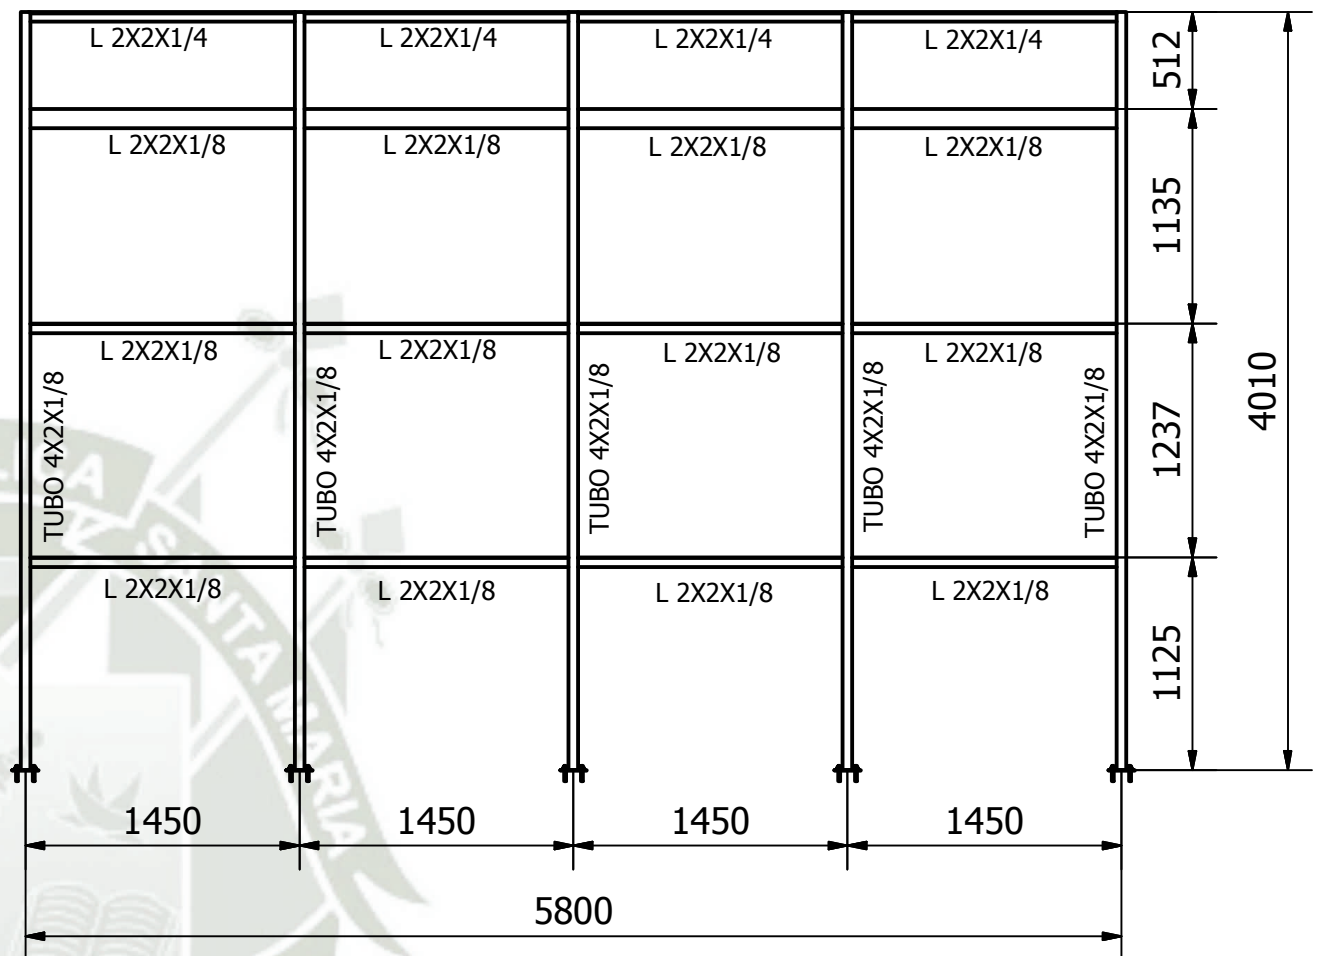 L 2X2X1/4 L 2X2X1/4 L 2X2X1/4 L 2X2X1/4
512
4010
L 2X2X1/8 L 2X2X1/8 L 2X2X1/8 L 2X2X1/8
1135
L 2X2X1/8 L 2X2X1/8 L 2X2X1/8 L 2X2X1/8
TUBO 4X2X1/8
TUBO 4X2X1/8
TUBO 4X2X1/8
TUBO 4X2X1/8
TUBO 4X2X1/8
1237
L 2X2X1/8 L 2X2X1/8 L 2X2X1/8 L 2X2X1/8
1125
1450 1450 1450 1450
5800
SANTA MARIA